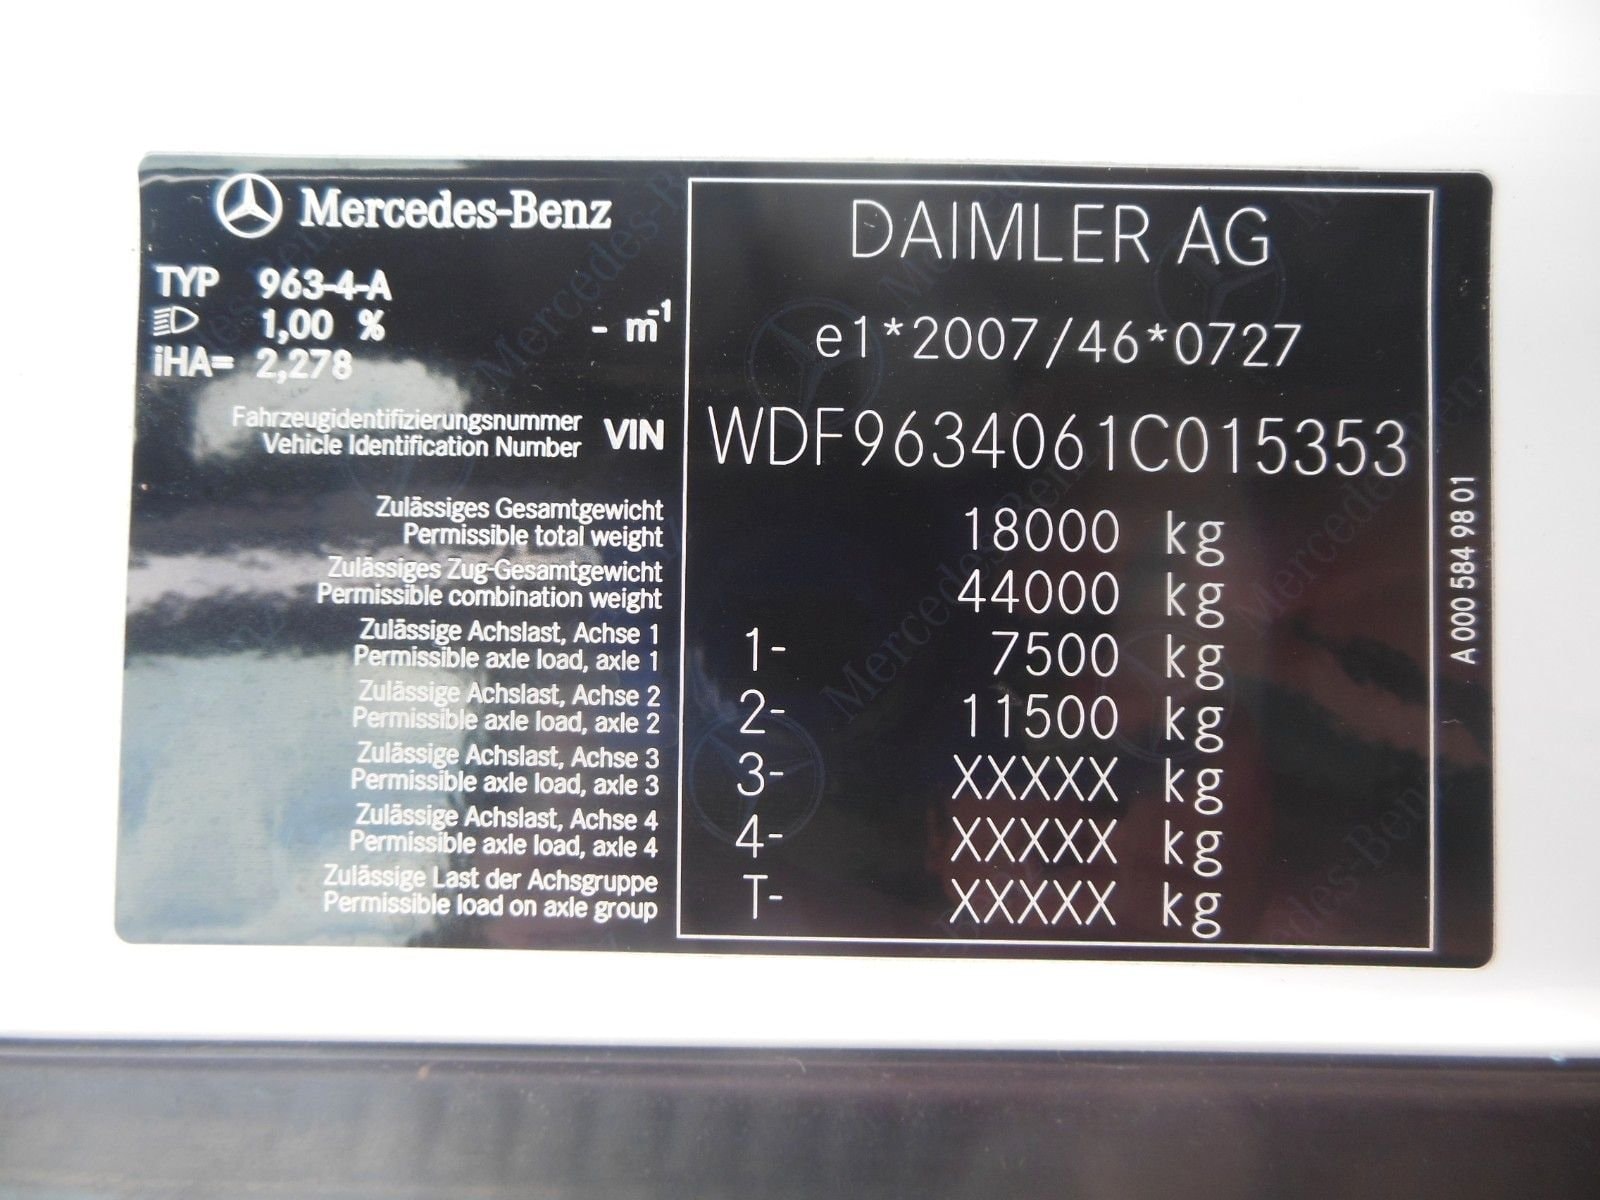 Mercedes-Benz
TYP 963-4-A
1,00 % - m-1
iHA= 2,278
Fahrzeugidentifizierungsnummer
Vehicle Identification Number
VIN
DAIMLER AG
e1*2007/46*0727
WDF9634061C015353
Zulässiges Gesamtgewicht
Permissible total weight
18000 kg
Zulässiges Zug-Gesamtgewicht
Permissible combination weight
44000 kg
Zulässige Achslast, Achse 1
Permissible axle load, axle 1
1- 7500 kg
Zulässige Achslast, Achse 2
Permissible axle load, axle 2
2- 11500 kg
Zulässige Achslast, Achse 3
Permissible axle load, axle 3
3- XXXXX kg
Zulässige Achslast, Achse 4
Permissible axle load, axle 4
4- XXXXX kg
Zulässige Last der Achsgruppe
Permissible load on axle group
T- XXXXX kg
A 000 584 98 01